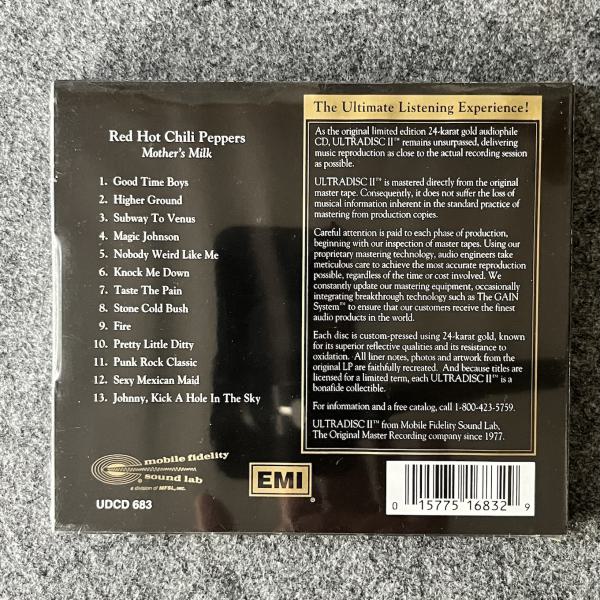 Red Hot Chili Peppers
Mother's Milk
1. Good Time Boys
2. Higher Ground
3. Subway To Venus
4. Magic Johnson
5. Nobody Weird Like Me
6. Knock Me Down
7. Taste The Pain
8. Stone Cold Bush
9. Fire
10. Pretty Little Ditty
11. Punk Rock Classic
12. Sexy Mexican Maid
13. Johnny, Kick A Hole In The Sky
The Ultimate Listening Experience!
As the original limited edition 24-karat gold audiophile
CD, ULTRADISC II™ remains unsurpassed, delivering
music reproduction as close to the actual recording session
as possible.
ULTRADISC II™ is mastered directly from the original
master tape. Consequently, it does not suffer the loss of
musical information inherent in the standard practice of
mastering from production copies.
Careful attention is paid to each phase of production,
beginning with our inspection of master tapes. Using our
proprietary mastering technology, audio engineers take
meticulous care to achieve the most accurate reproduction
possible, regardless of the time or cost involved. We
constantly update our mastering equipment, occasionally
integrating breakthrough technology such as The GAIN
System™ to ensure that our customers receive the finest
audio products in the world.
Each disc is custom-pressed using 24-karat gold, known
for its superior reflective qualities and its resistance to
oxidation. All liner notes, photos and artwork from the
original LP are faithfully recreated. And because titles are
licensed for a limited term, each ULTRADISC II™ is a
bonafide collectible.
For information and a free catalog, call 1-800-423-5759.
ULTRADISC II™ from Mobile Fidelity Sound Lab,
The Original Master Recording company since 1977.
mobile fidelity
sound lab
a division of MFSL, INC.
UDCD 683
EMI
®
0 15775 16832 9